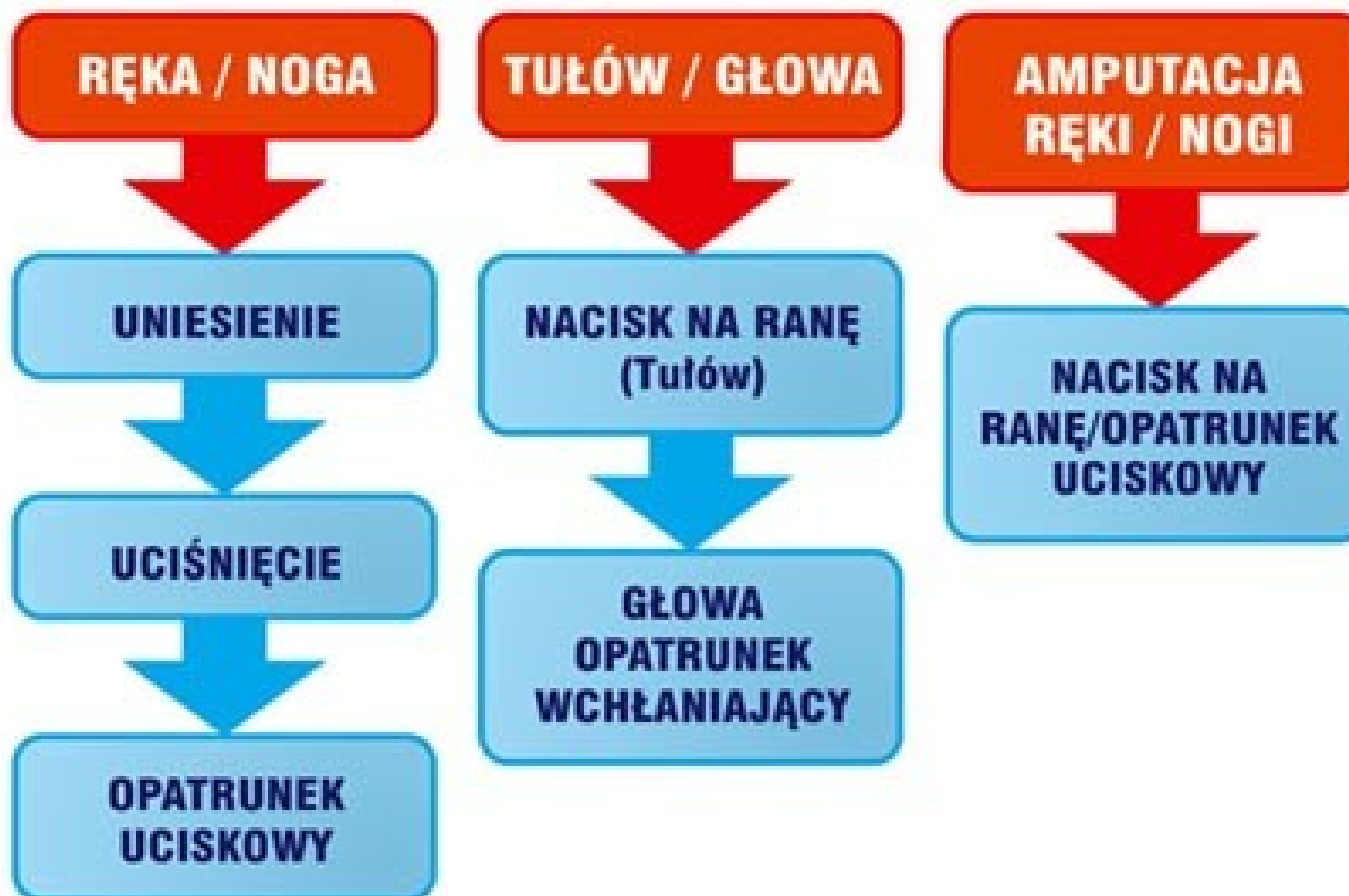 RĘKA / NOGA
UNIESIENIE
UCIŚNIĘCIE
OPATRUNEK
UCISKOWY
TUŁÓW / GŁOWA
NACISK NA RANĘ
(Tułów)
GŁOWA
OPATRUNEK
WCHŁANIAJĄCY
AMPUTACJA
RĘKI / NOGI
NACISK NA
RANĘ/OPATRUNEK
UCISKOWY